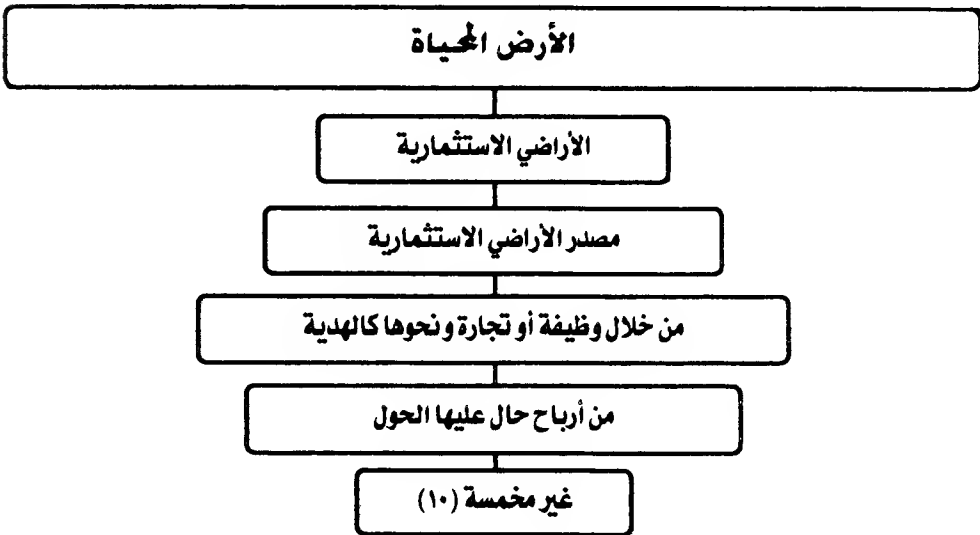 الأرض المحياة
الأراضي الاستثمارية
مصدر الأراضي الاستثمارية
من خلال وظيفة أو تجارة ونحوها كالهدية
من أرباح حال عليها الحول
غير مخمسة (١٠)